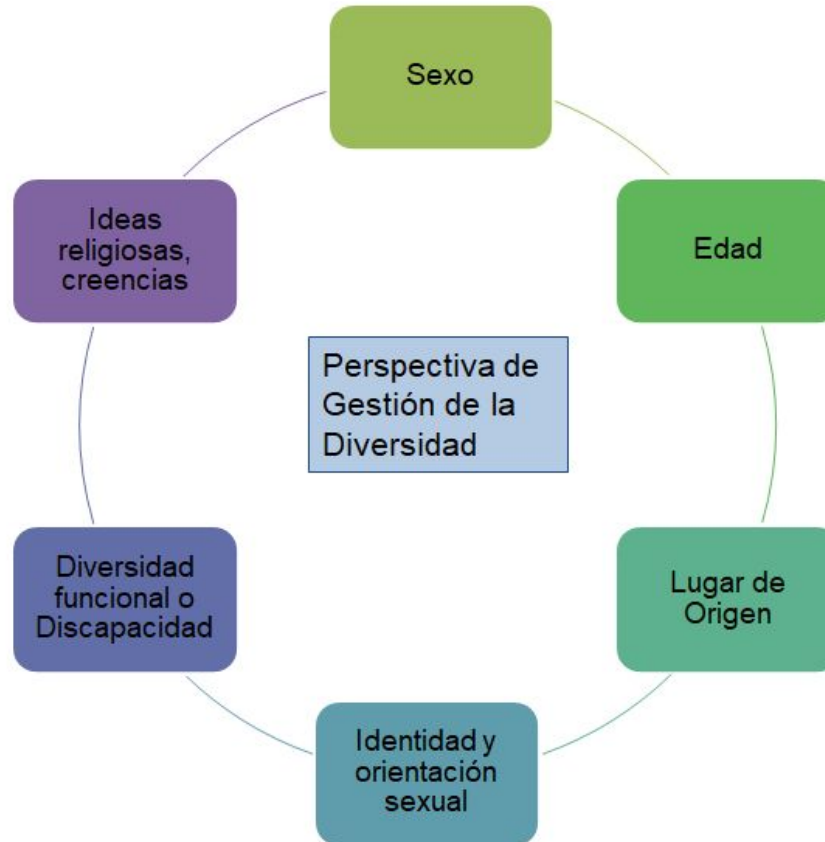 Sexo
Edad
Lugar de
Origen
Identidad y
orientación
sexual
Diversidad
funcional o
Discapacidad
Ideas
religiosas,
creencias
Perspectiva de
Gestión de la
Diversidad